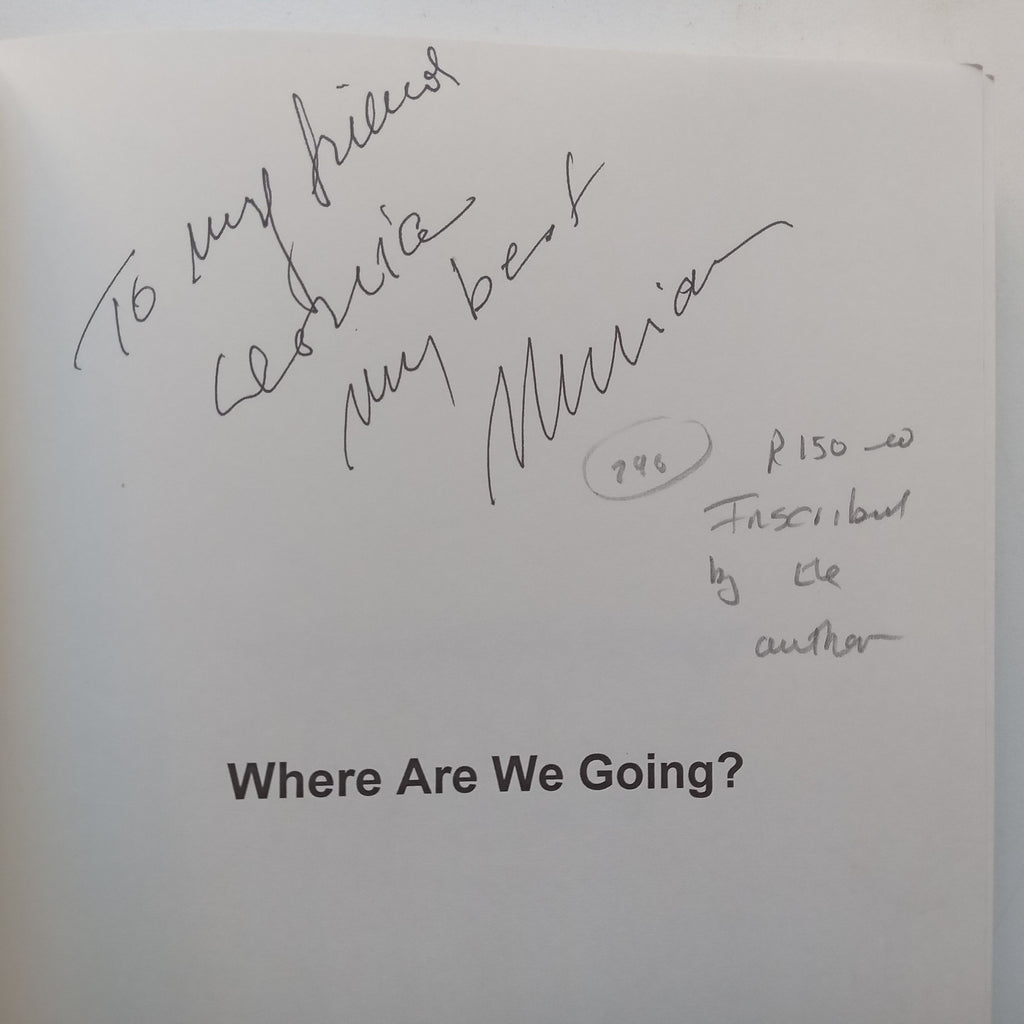 To my friend
my best
R150-00
Inscribed
by the
author
Where Are We Going?